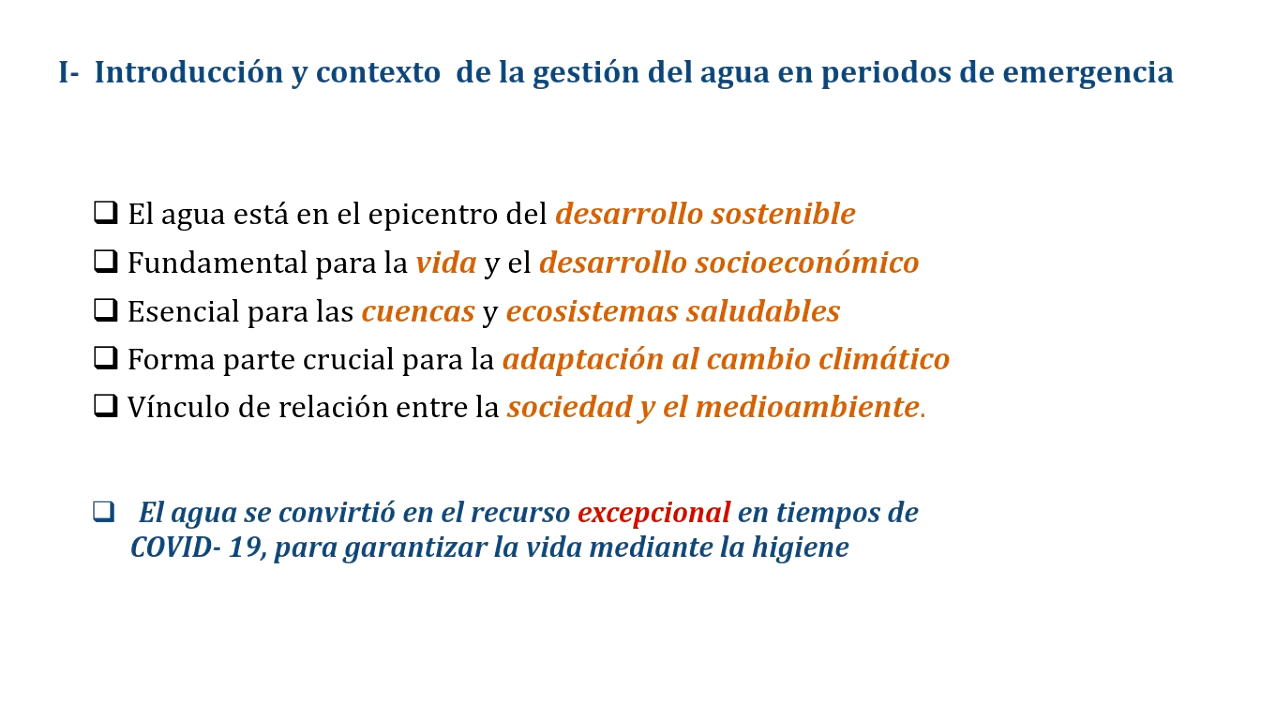 I- Introducción y contexto de la gestión del agua en periodos de emergencia
❑ El agua está en el epicentro del desarrollo sostenible
❑ Fundamental para la vida y el desarrollo socioeconómico
❑ Esencial para las cuencas y ecosistemas saludables
❑ Forma parte crucial para la adaptación al cambio climático
❑ Vínculo de relación entre la sociedad y el medioambiente.
❑ El agua se convirtió en el recurso excepcional en tiempos de
COVID- 19, para garantizar la vida mediante la higiene